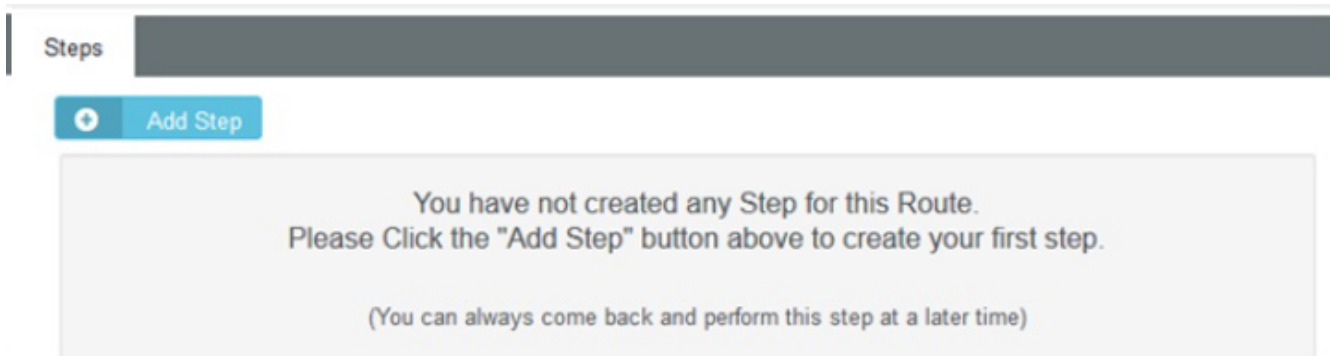 Steps
Add Step
You have not created any Step for this Route.
Please Click the "Add Step" button above to create your first step.
(You can always come back and perform this step at a later time)